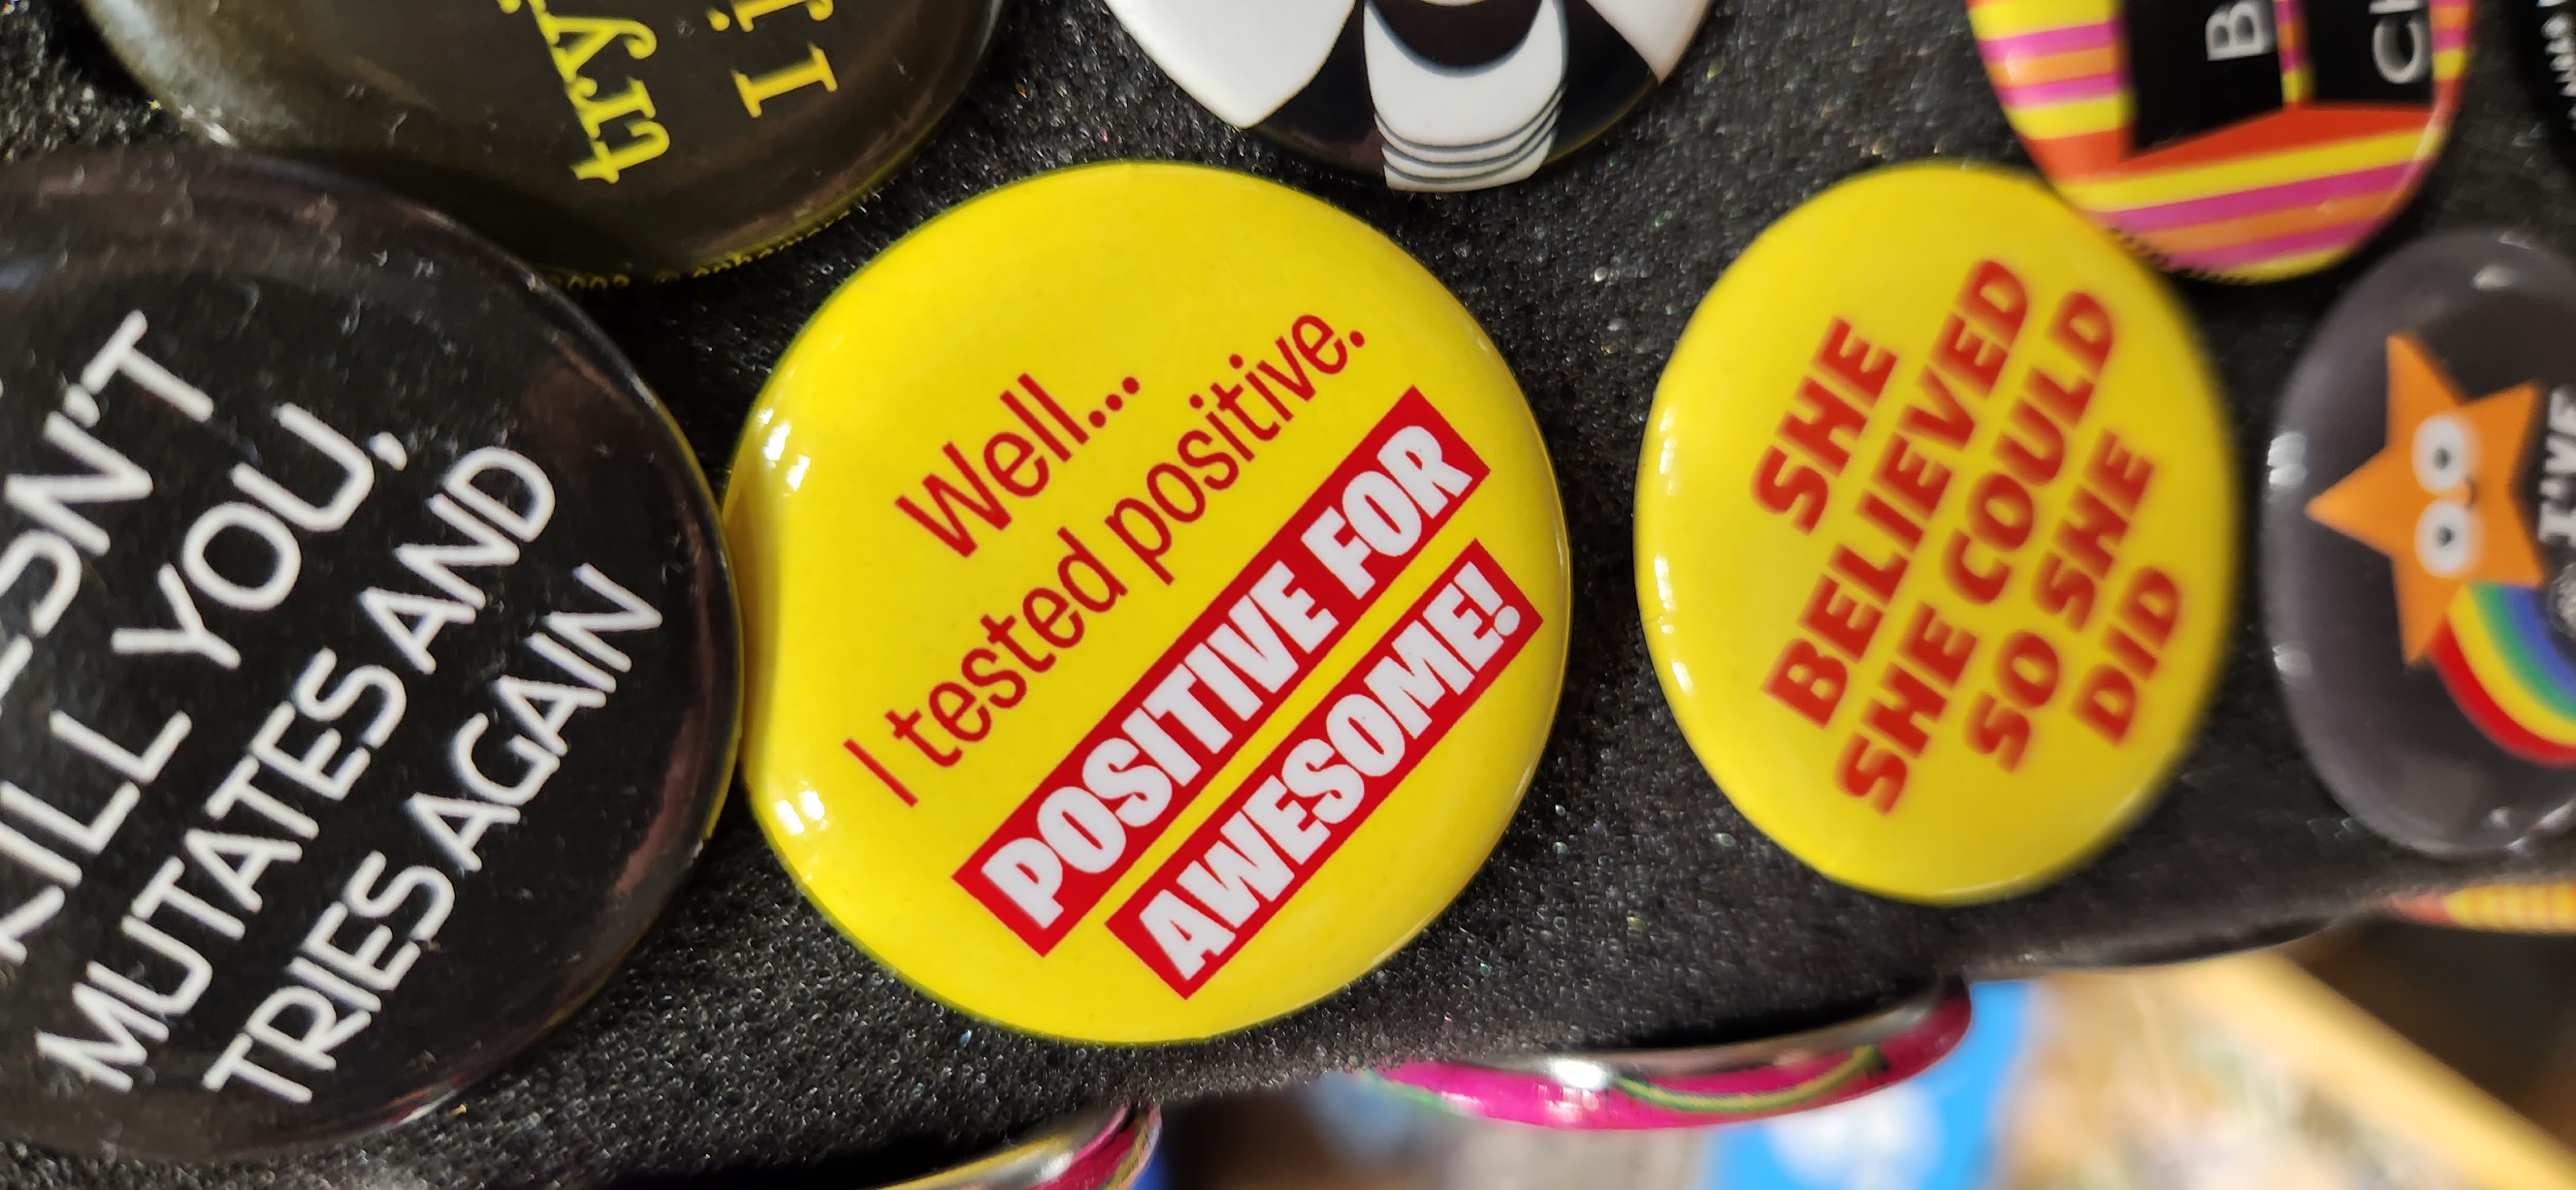 KILL YOU,
MUTATES AND
TRIES AGAIN
Well...
I tested positive.
POSITIVE FOR
AWESOME!
SHE
BELIEVED
SHE COULD
SO SHE
DID
I'VE